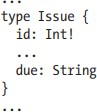 ...
type Issue {
  id: Int!
  ...
  due: String
}
...